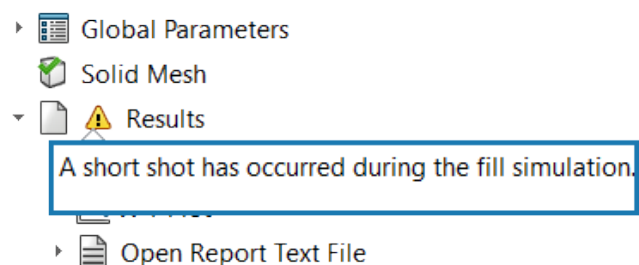 Global Parameters
Solid Mesh
Results
A short shot has occurred during the fill simulation.
Open Report Text File